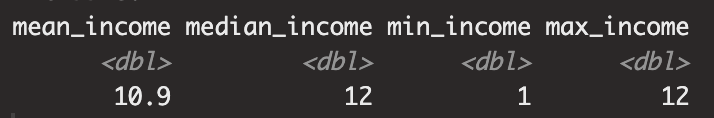 mean_income median_income min_income max_income
<dbl> <dbl> <dbl> <dbl>
10.9 12 1 12